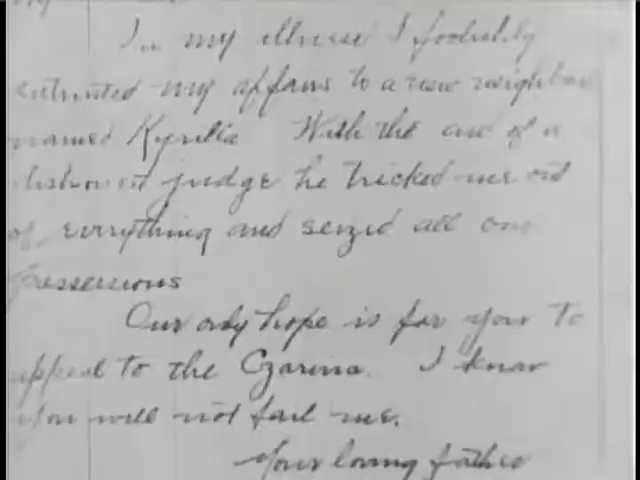 In my illness I foolishly
entrusted my affairs to a new neighbor
named Kyrilla With the aid of a
dishonest judge he tricked me out
of everything and seized all our
possessions
Our only hope is for you to
appeal to the Czarina. I know
you will not fail me.
Your loving father